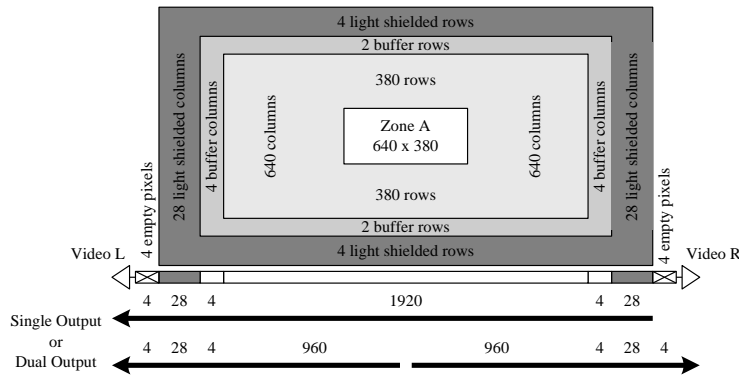 4 light shielded rows
2 buffer rows
380 rows
4 empty pixels
28 light shielded columns
4 buffer columns
640 columns
Zone A
640 x 380
640 columns
4 buffer columns
28 light shielded columns
4 empty pixels
380 rows
2 buffer rows
4 light shielded rows
Video L
Video R
4 28 4 1920 4 28
Single Output
or
Dual Output
4 28 4 960 960 4 28 4